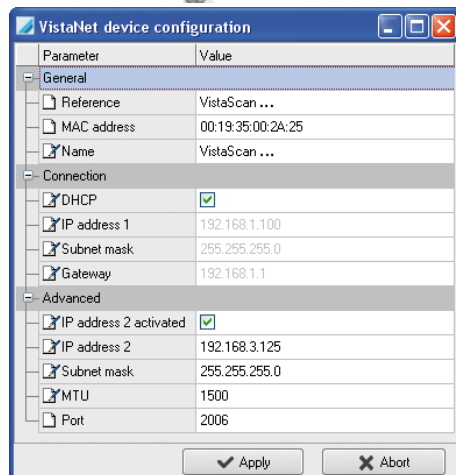 VistaNet device configuration
Parameter Value
General
Reference VistaScan ...
MAC address 00:19:35:00:2A:25
Name VistaScan ...
Connection
DHCP
IP address 1 192.168.1.100
Subnet mask 255.255.255.0
Gateway 192.168.1.1
Advanced
IP address 2 activated
IP address 2 192.168.3.125
Subnet mask 255.255.255.0
MTU 1500
Port 2006
Apply Abort